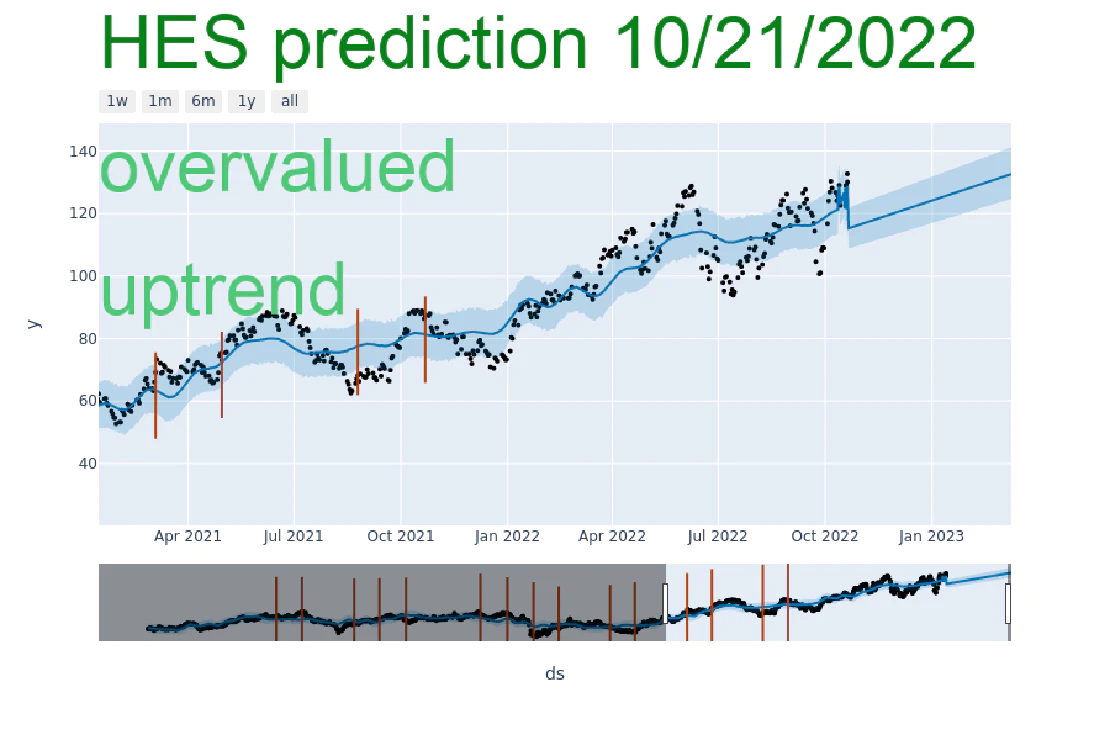 HES prediction 10/21/2022
1w 1m 6m 1y all
overvalued
uptrend
140
120
100
80
60
40
y
Apr 2021 Jul 2021 Oct 2021 Jan 2022 Apr 2022 Jul 2022 Oct 2022 Jan 2023
ds